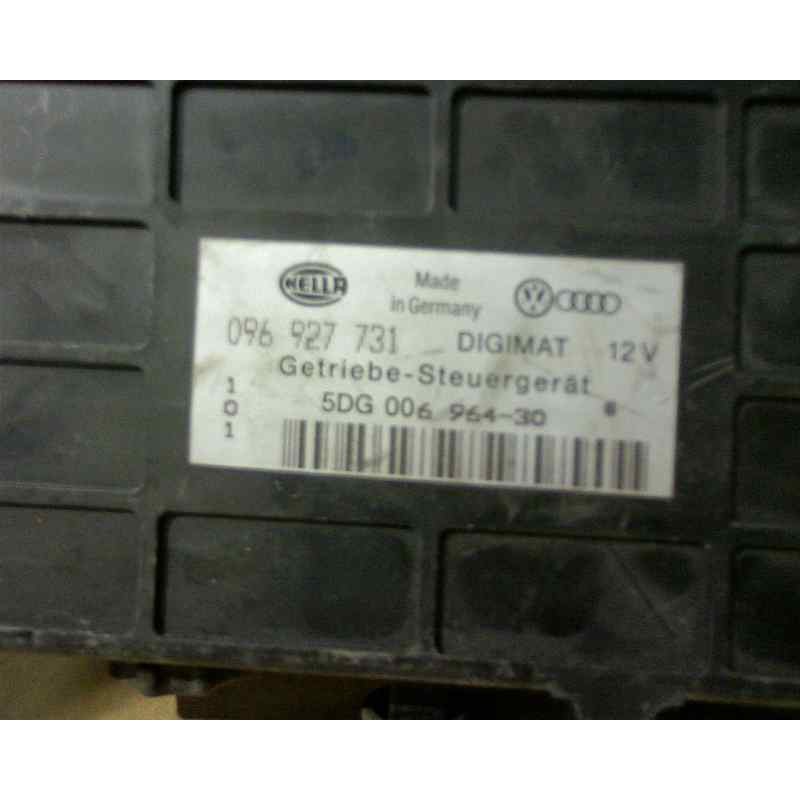 HELLA
Made
in Germany
096 927 731 DIGIMAT 12V
Getriebe-Steuergerät
5DG 006 964-30
1
0
1